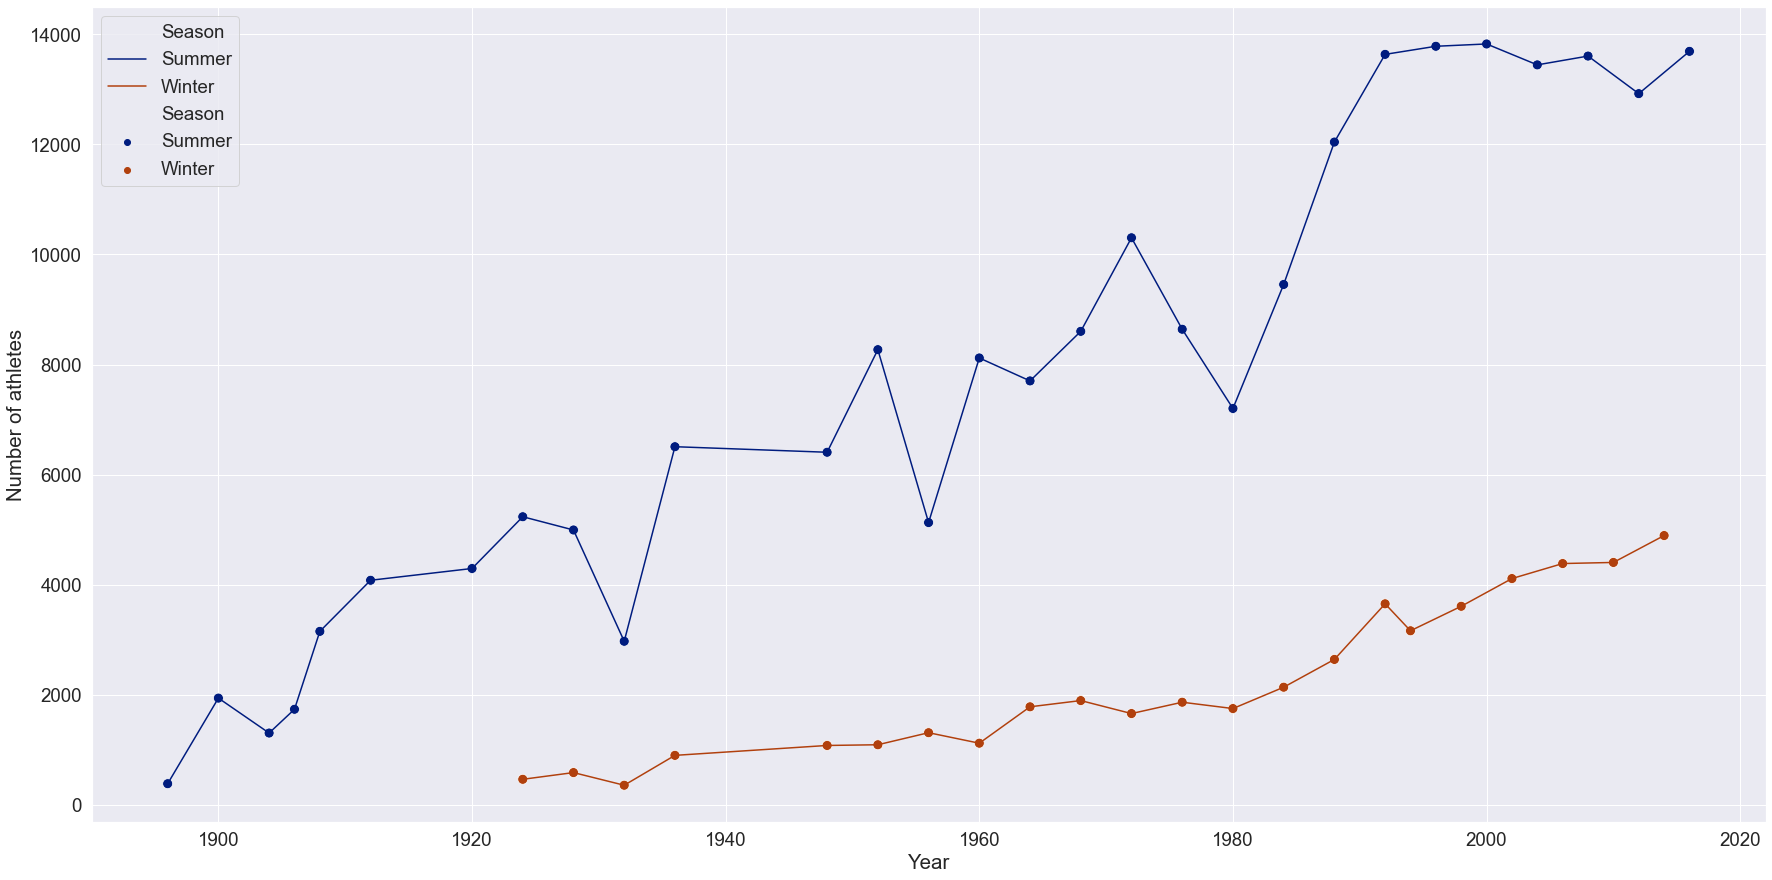 Season
Summer
Winter
Season
Summer
Winter
14000
12000
10000
8000
6000
4000
2000
0
Number of athletes
1900 1920 1940 1960 1980 2000 2020
Year